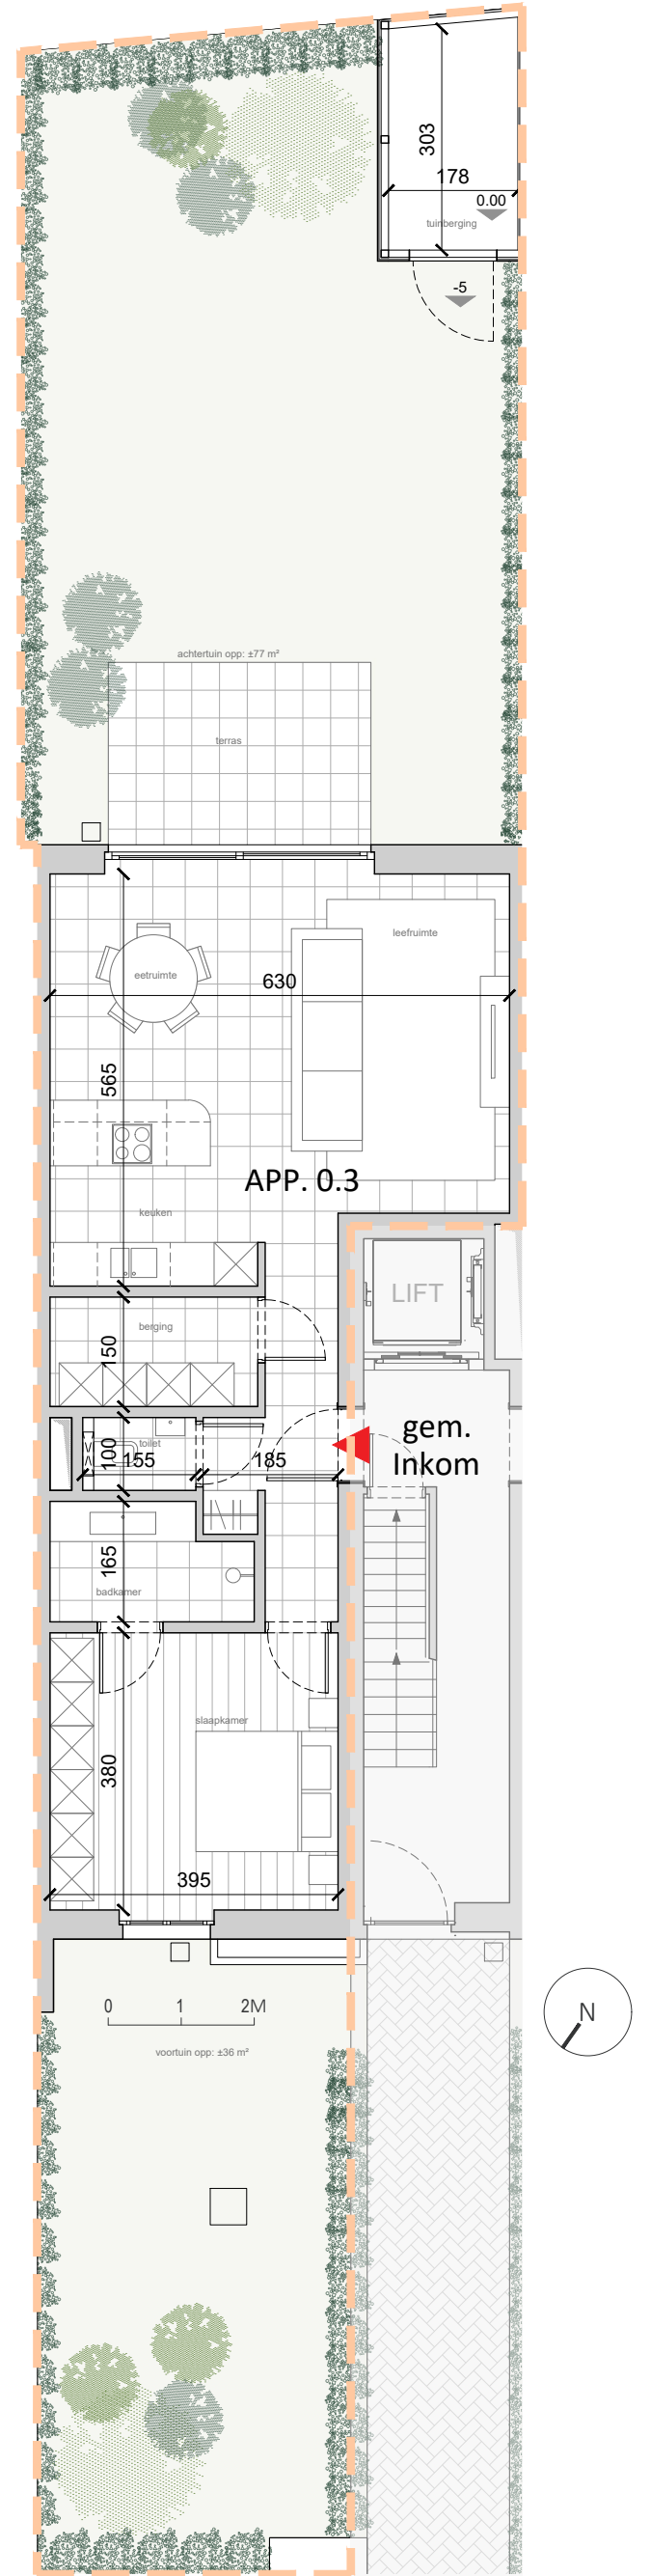 303
178
0.00
tuinberging
-5
achtertuin opp: ±77 m²
terras
leefruimte
eetruimte
630
565
APP. 0.3
keuken
LIFT
berging
150
gem.
Inkom
toilet
100
155
185
165
badkamer
slaapkamer
380
395
0 1 2M
N
voortuin opp: ±36 m²